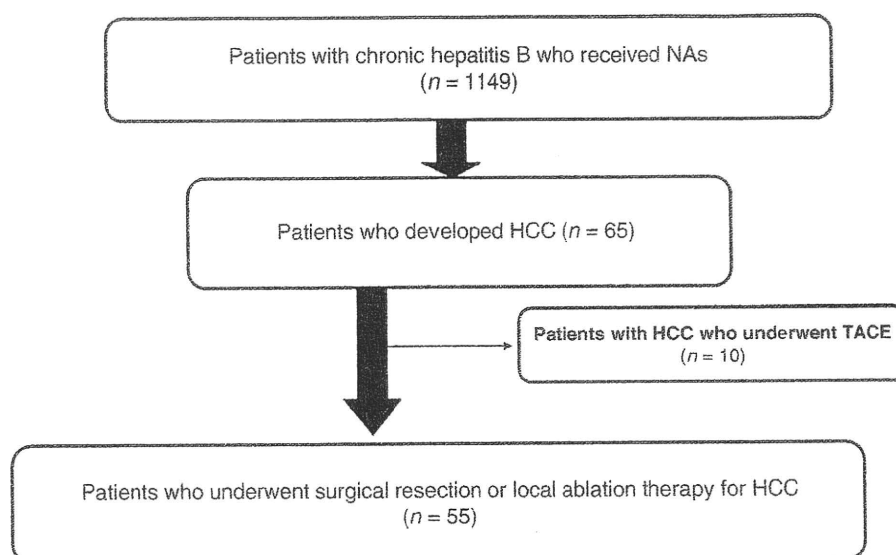 Patients with chronic hepatitis B who received NAs
(n = 1149)
Patients who developed HCC (n = 65)
Patients with HCC who underwent TACE
(n = 10)
Patients who underwent surgical resection or local ablation therapy for HCC
(n = 55)